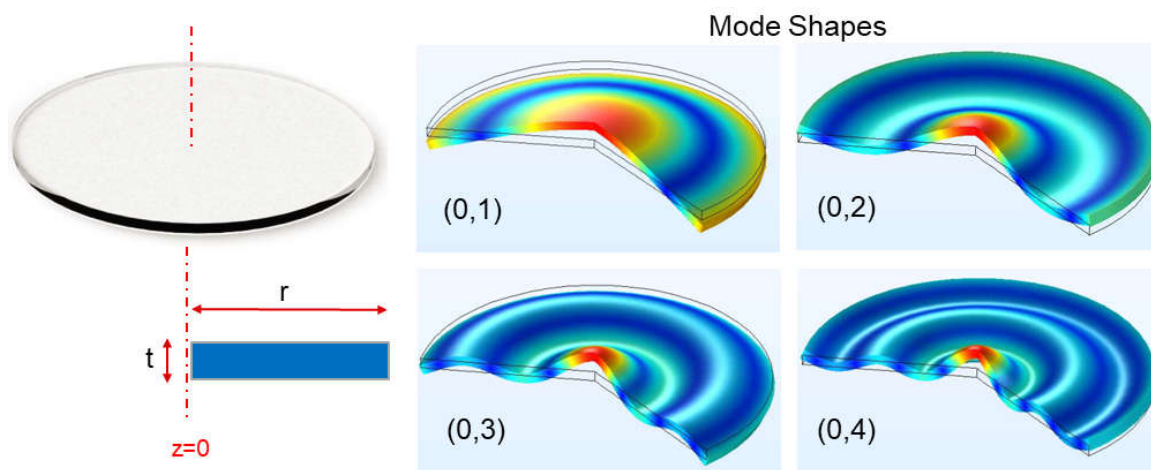 Mode Shapes
(0,1)
(0,2)
r
t
z=0
(0,3)
(0,4)